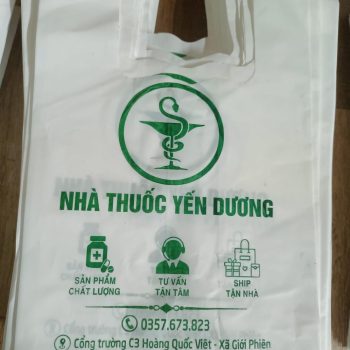 NHÀ THUỐC YẾN DƯƠNG
SẢN PHẨM
CHẤT LƯỢNG
TƯ VẤN
TẬN TÂM
SHIP
TẬN NHÀ
0357.673.823
Cổng trường C3 Hoàng Quốc Việt - Xã Giới Phiên